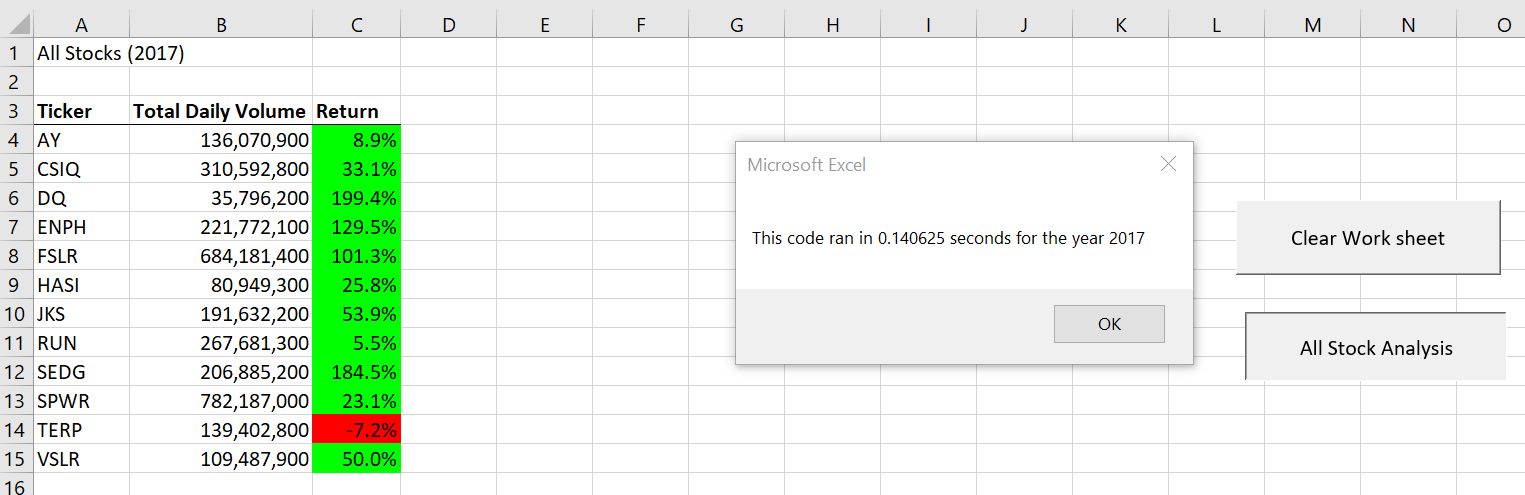 A B C D E F G H I J K L M N O
1 All Stocks (2017)
2
3 Ticker Total Daily Volume Return
4 AY 136,070,900 8.9%
5 CSIQ 310,592,800 33.1%
6 DQ 35,796,200 199.4%
7 ENPH 221,772,100 129.5%
8 FSLR 684,181,400 101.3%
9 HASI 80,949,300 25.8%
10 JKS 191,632,200 53.9%
11 RUN 267,681,300 5.5%
12 SEDG 206,885,200 184.5%
13 SPWR 782,187,000 23.1%
14 TERP 139,402,800 -7.2%
15 VSLR 109,487,900 50.0%
16
Microsoft Excel
This code ran in 0.140625 seconds for the year 2017
OK
Clear Work sheet
All Stock Analysis